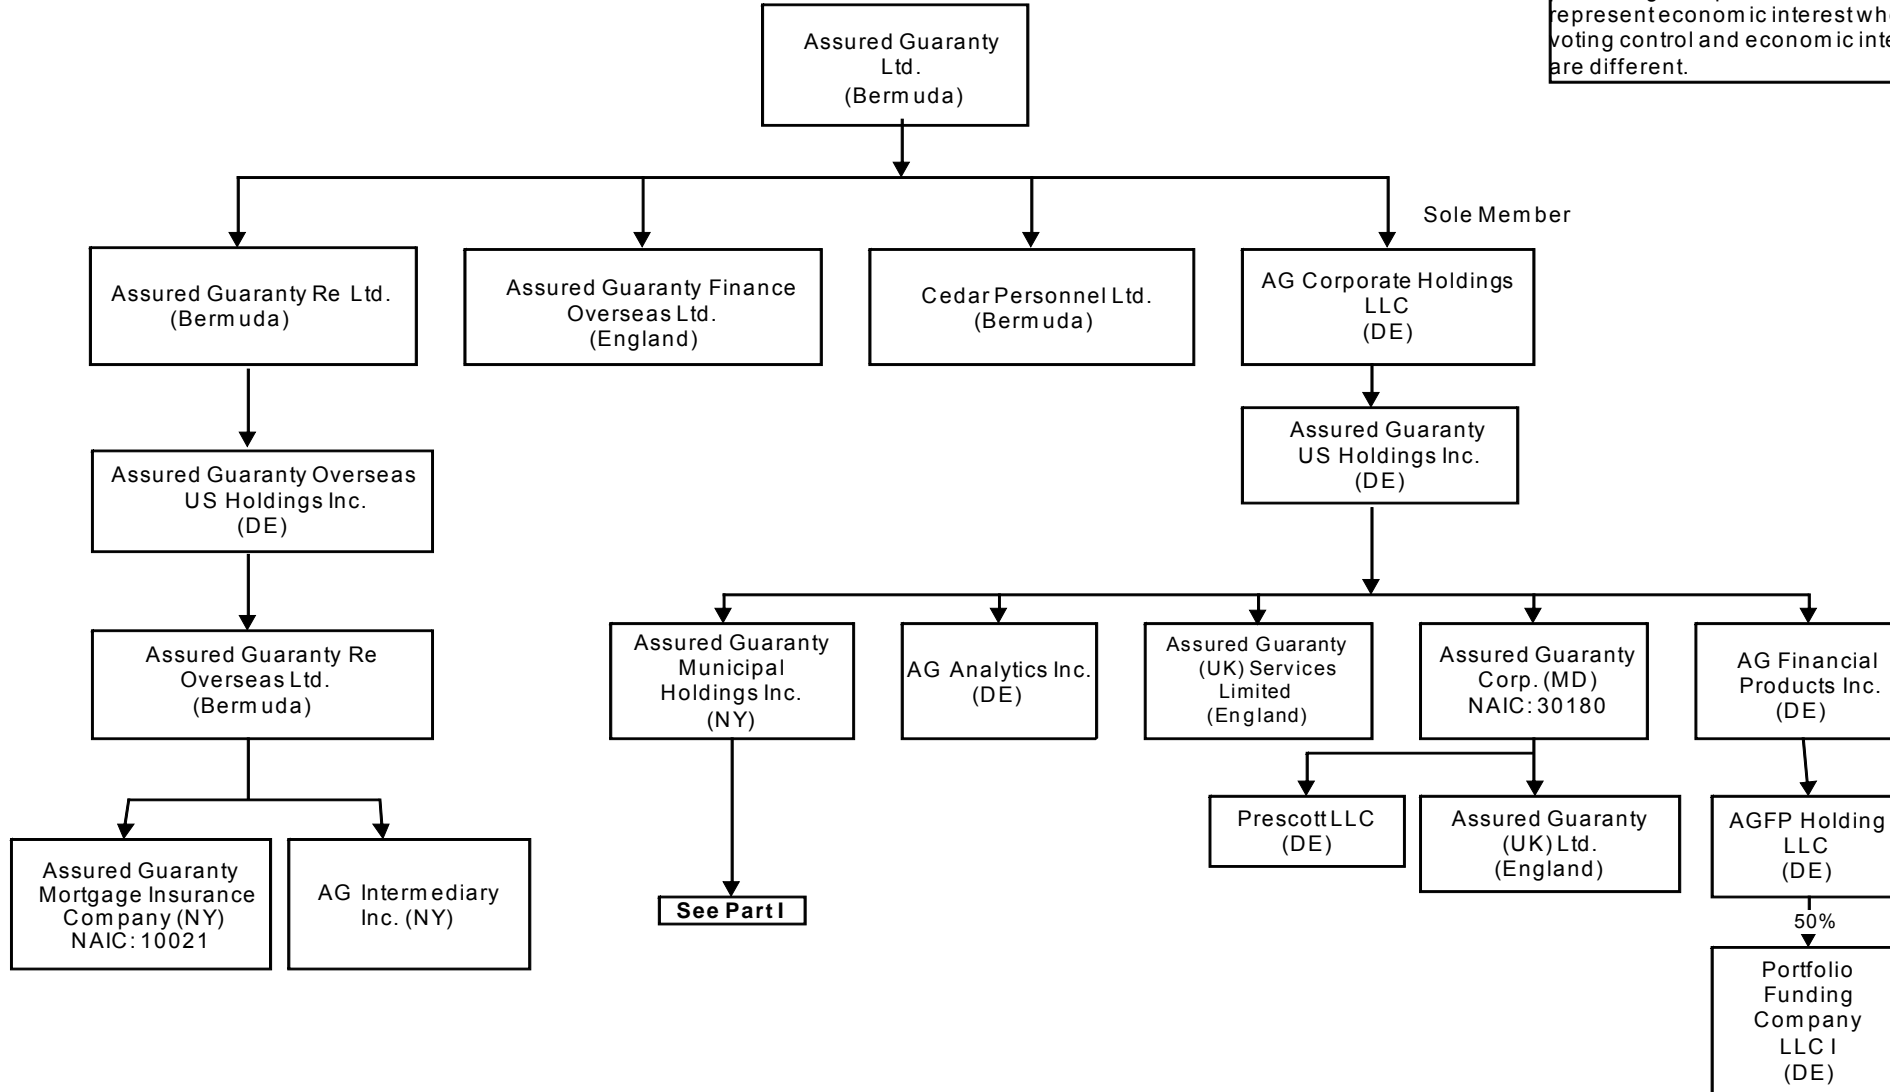 represent economic interest
voting control and economic
are different.
Assured Guaranty
Ltd.
(Bermuda)
Sole Member
Assured Guaranty Re Ltd.
(Bermuda)
Assured Guaranty Finance
Overseas Ltd.
(England)
Cedar Personnel Ltd.
(Bermuda)
AG Corporate Holdings
LLC
(DE)
Assured Guaranty
US Holdings Inc.
(DE)
Assured Guaranty Overseas
US Holdings Inc.
(DE)
Assured Guaranty Re
Overseas Ltd.
(Bermuda)
Assured Guaranty
Municipal
Holdings Inc.
(NY)
AG Analytics Inc.
(DE)
Assured Guaranty
(UK) Services
Limited
(England)
Assured Guaranty
Corp. (MD)
NAIC: 30180
AG Financial
Products Inc.
(DE)
Prescott LLC
(DE)
Assured Guaranty
(UK) Ltd.
(England)
AGFP Holding
LLC
(DE)
Assured Guaranty
Mortgage Insurance
Company (NY)
NAIC: 10021
AG Intermediary
Inc. (NY)
See Part I
50%
Portfolio
Funding
Company
LLC I
(DE)